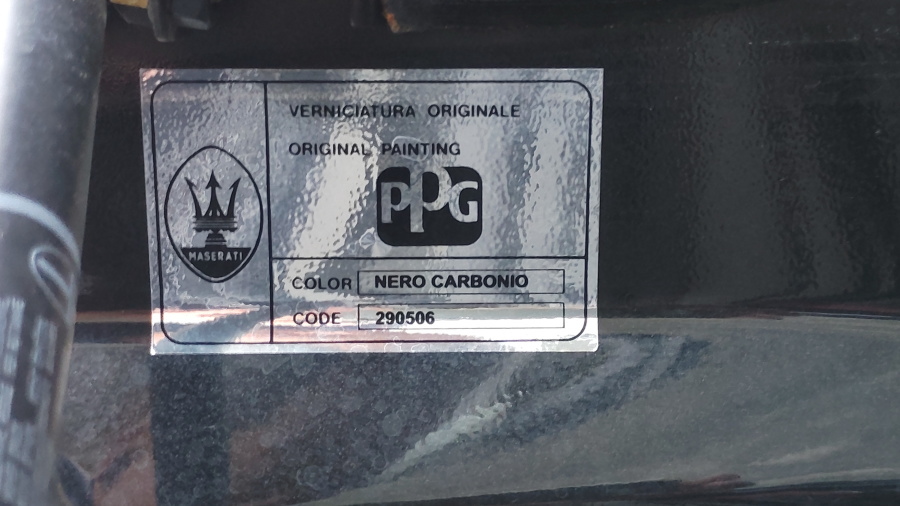 VERNICIATURA ORIGINALE
ORIGINAL PAINTING
PPG
MASERATI
COLOR NERO CARBONIO
CODE 290506